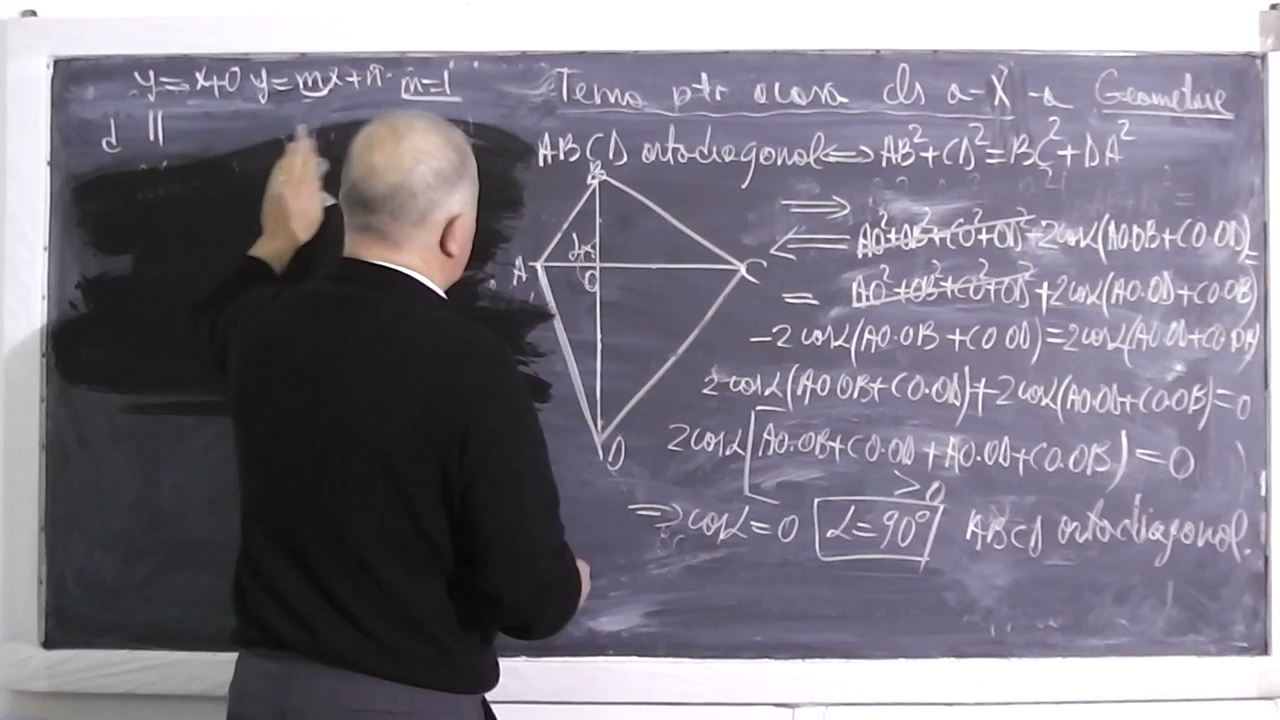 y=x+0 y=mx+n m=1
d ||
Tema ptr acasa cls a-X-a Geometrie
ABCD ortodiagonal ⟺ AB²+CD²=BC²+DA²
B
A
C
O
D
⟹
⟸ AO²+OB²+CO²+OD²-2cosα(AO.OB+CO.OD)=
= AO²+OB²+CO²+OD²+2cosα(AO.OD+CO.OB)
-2cosα(AO.OB+CO.OD)=2cosα(AO.OD+CO.OB)
2cosα(AO.OB+CO.OD)+2cosα(AO.OD+CO.OB)=0
2cosα[AO.OB+CO.OD+AO.OD+CO.OB)=0
>0
⟹cosα=0 α=90° ABCD ortodiagonal.